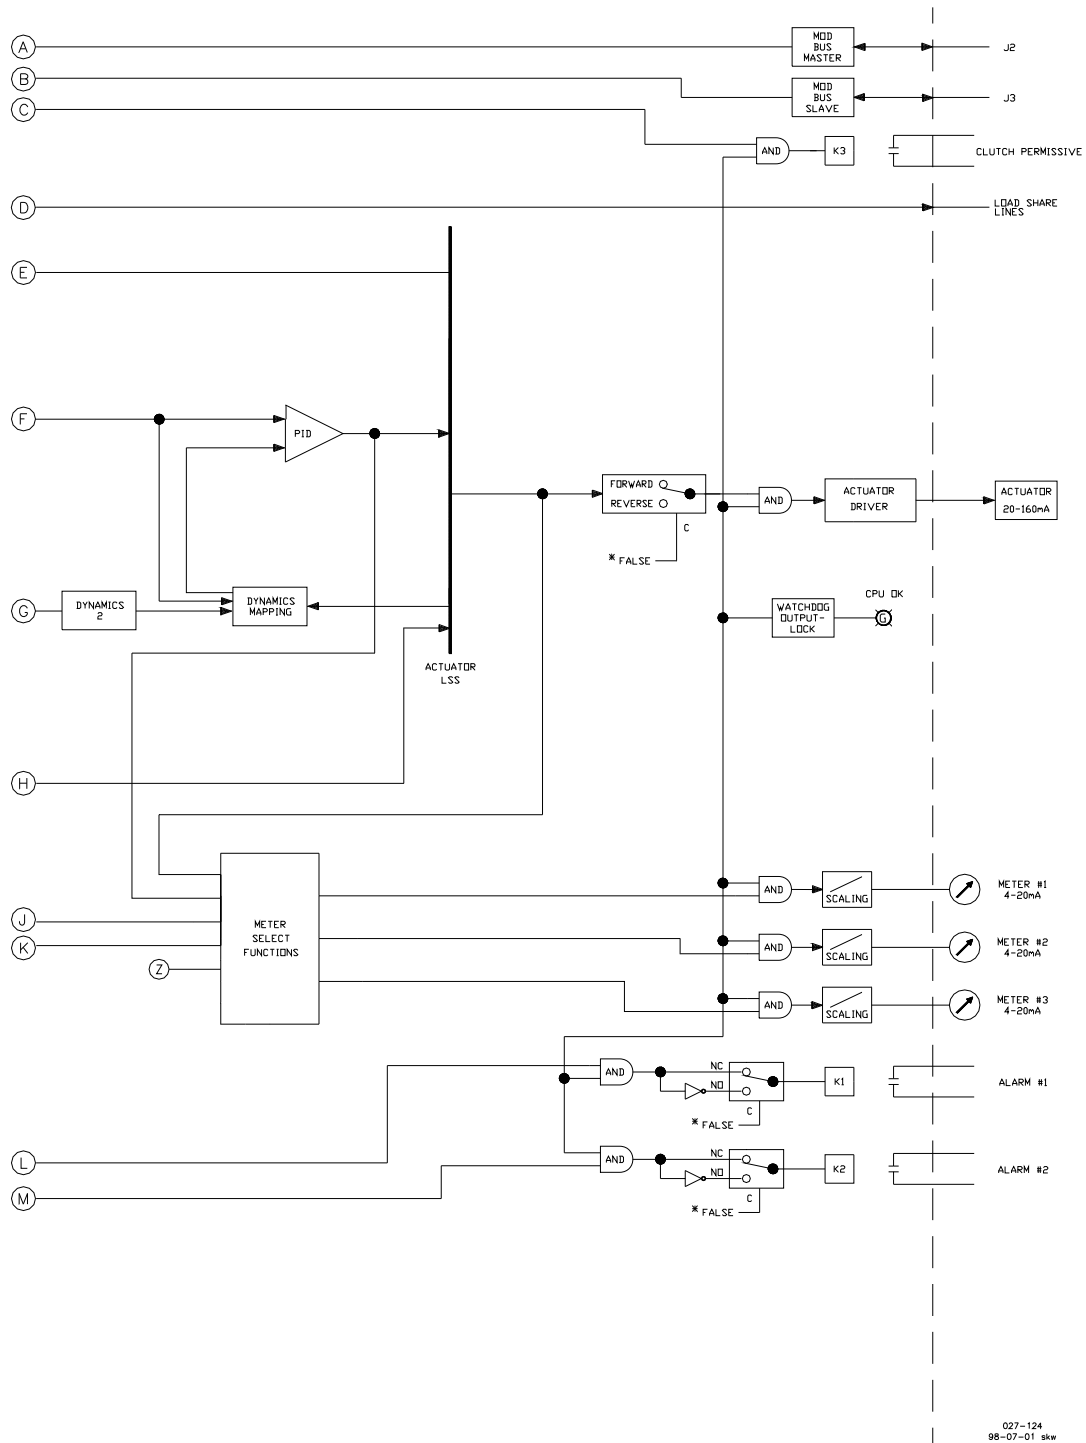 A
MOD
BUS
MASTER
J2
B
MOD
BUS
SLAVE
J3
C
AND
K3
CLUTCH PERMISSIVE
D
LOAD SHARE
LINES
E
F
PID
FORWARD
REVERSE
C
* FALSE
AND
ACTUATOR
DRIVER
ACTUATOR
20-160mA
G
DYNAMICS
2
DYNAMICS
MAPPING
WATCHDOG
OUTPUT-
LOCK
CPU OK
G
ACTUATOR
LSS
H
METER
SELECT
FUNCTIONS
J
K
Z
AND
SCALING
METER #1
4-20mA
AND
SCALING
METER #2
4-20mA
AND
SCALING
METER #3
4-20mA
AND
NC
NO
C
* FALSE
K1
ALARM #1
L
AND
NC
NO
C
* FALSE
K2
ALARM #2
M
027-124
98-07-01 skw